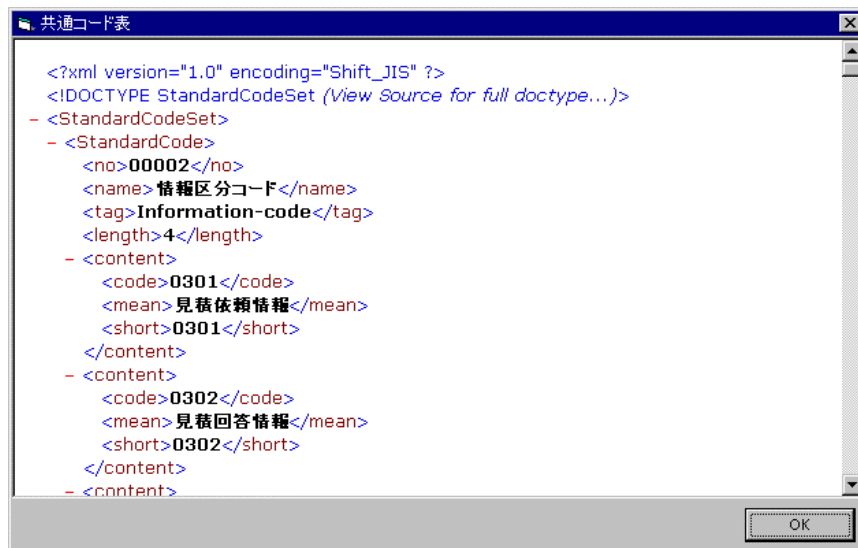 共通コード表
<?xml version="1.0" encoding="Shift_JIS" ?>
<!DOCTYPE StandardCodeSet (View Source for full doctype...)>
- <StandardCodeSet>
- <StandardCode>
<no>00002</no>
<name>情報区分コード</name>
<tag>Information-code</tag>
<length>4</length>
- <content>
<code>0301</code>
<mean>見積依頼情報</mean>
<short>0301</short>
</content>
- <content>
<code>0302</code>
<mean>見積回答情報</mean>
<short>0302</short>
</content>
- <content>
OK